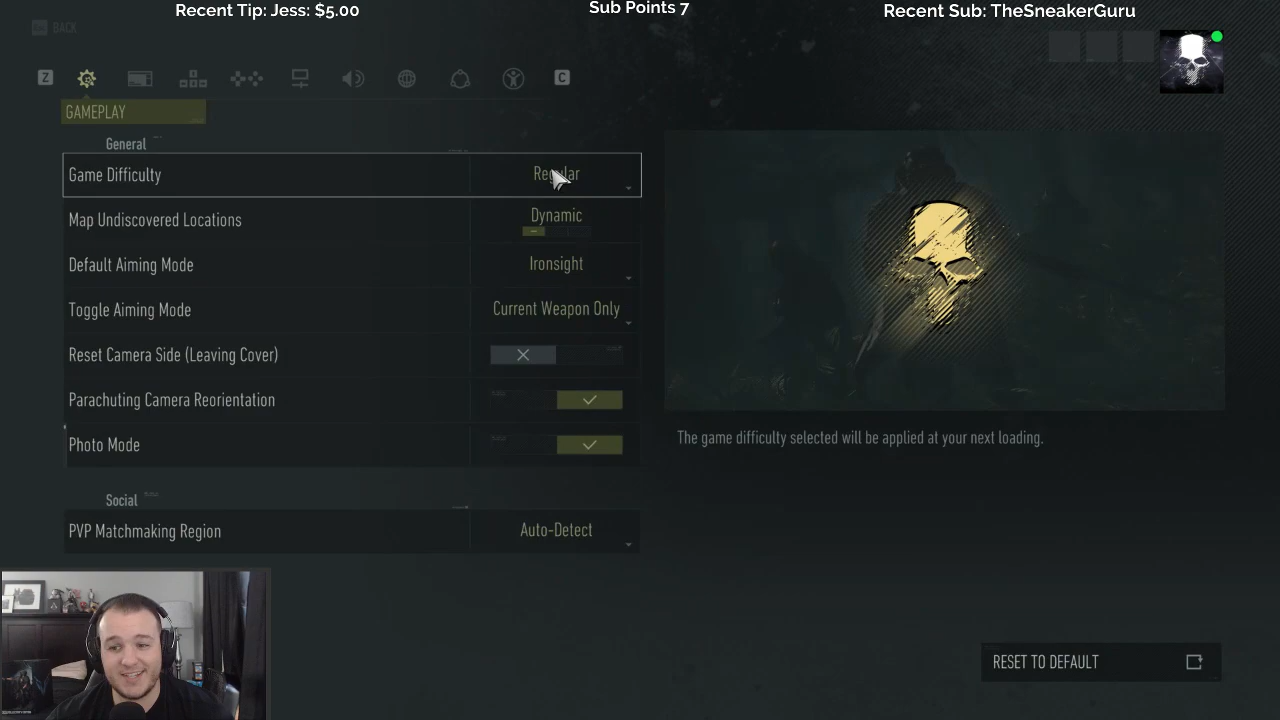 Recent Tip: Jess: $5.00
Sub Points 7
Recent Sub: TheSneakerGuru
BACK
Z
C
GAMEPLAY
General
Game Difficulty
Regular
Map Undiscovered Locations
Dynamic
Default Aiming Mode
Ironsight
Toggle Aiming Mode
Current Weapon Only
Reset Camera Side (Leaving Cover)
Parachuting Camera Reorientation
Photo Mode
The game difficulty selected will be applied at your next loading.
Social
PVP Matchmaking Region
Auto-Detect
RESET TO DEFAULT